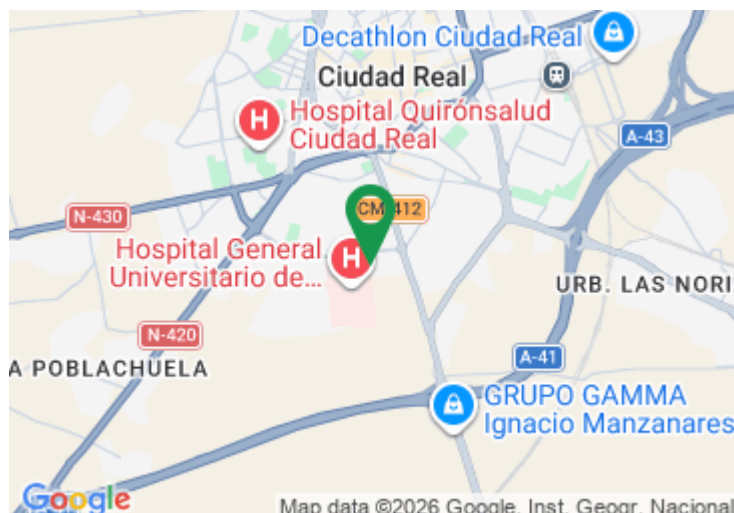 Decathlon Ciudad Real
Ciudad Real
H
Hospital Quirónsalud
Ciudad Real
A-43
N-430
CM-412
Hospital General
Universitario de...
H
URB. LAS NORI
N-420
A POBLACHUELA
A-41
GRUPO GAMMA
Ignacio Manzanares
Google
Map data ©2026 Google, Inst. Geogr. Nacional